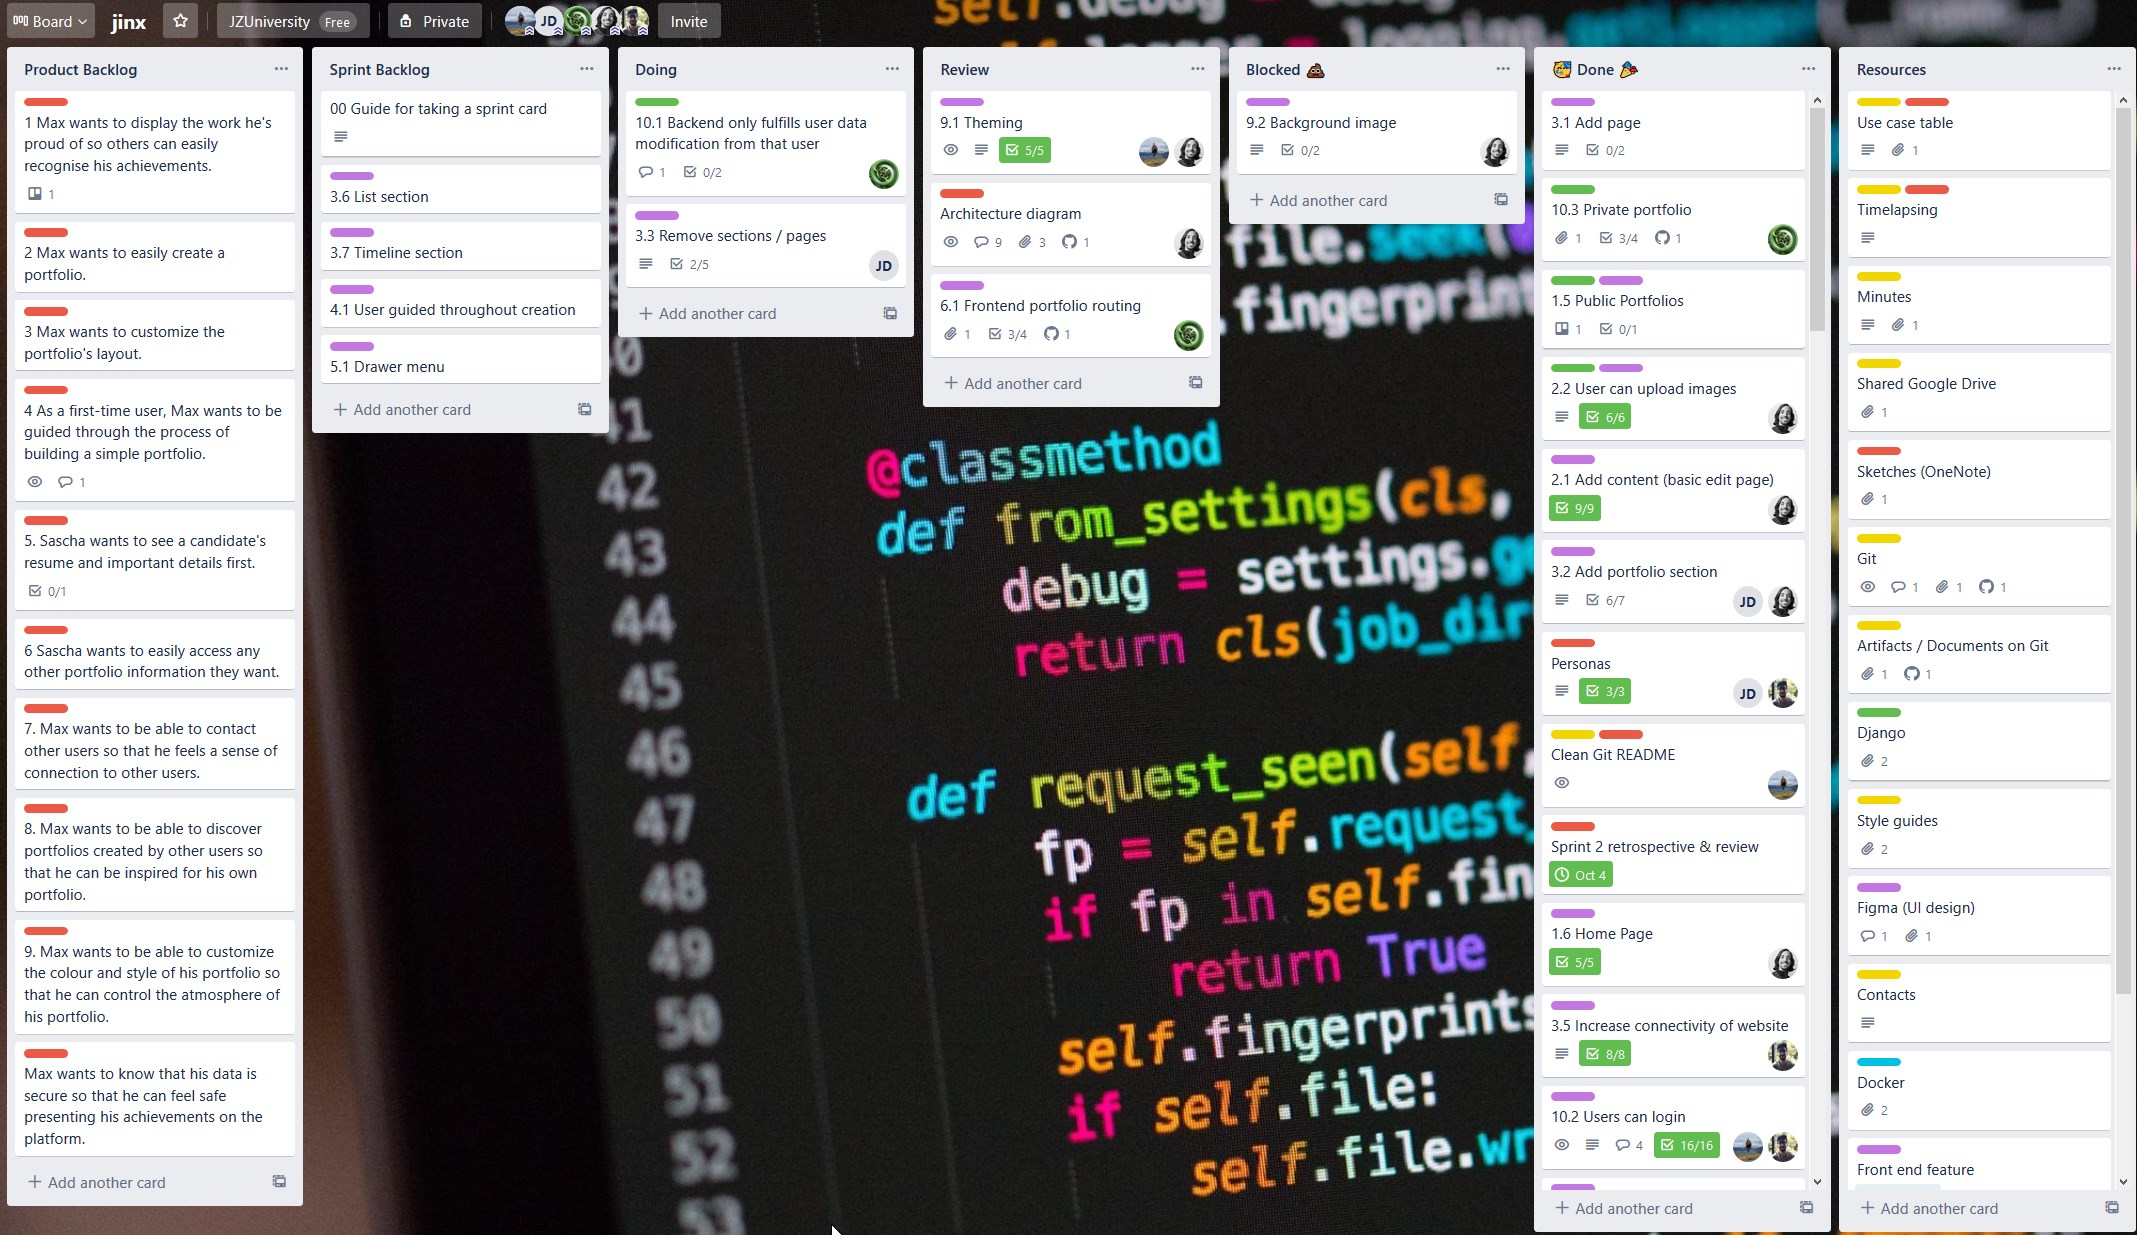 Board
jinx
JZUniversity Free
Private
JD
Invite
Product Backlog
1 Max wants to display the work he's
proud of so others can easily
recognise his achievements.
1
2 Max wants to easily create a
portfolio.
3 Max wants to customize the
portfolio's layout.
4 As a first-time user, Max wants to be
guided through the process of
building a simple portfolio.
1
5. Sascha wants to see a candidate's
resume and important details first.
0/1
6 Sascha wants to easily access any
other portfolio information they want.
7. Max wants to be able to contact
other users so that he feels a sense of
connection to other users.
8. Max wants to be able to discover
portfolios created by other users so
that he can be inspired for his own
portfolio.
9. Max wants to be able to customize
the colour and style of his portfolio so
that he can control the atmosphere of
his portfolio.
Max wants to know that his data is
secure so that he can feel safe
presenting his achievements on the
platform.
+ Add another card
Sprint Backlog
00 Guide for taking a sprint card
3.6 List section
3.7 Timeline section
4.1 User guided throughout creation
5.1 Drawer menu
+ Add another card
Doing
10.1 Backend only fulfills user data
modification from that user
1 0/2
3.3 Remove sections / pages
2/5 JD
+ Add another card
Review
9.1 Theming
5/5
Architecture diagram
9 3 1
6.1 Frontend portfolio routing
1 3/4 1
+ Add another card
Blocked 💩
9.2 Background image
0/2
+ Add another card
🥳 Done 🎉
3.1 Add page
0/2
10.3 Private portfolio
1 3/4 1
1.5 Public Portfolios
1 0/1
2.2 User can upload images
6/6
2.1 Add content (basic edit page)
9/9
3.2 Add portfolio section
6/7 JD
Personas
3/3 JD
Clean Git README
Sprint 2 retrospective & review
Oct 4
1.6 Home Page
5/5
3.5 Increase connectivity of website
8/8
10.2 Users can login
4 16/16
+ Add another card
Resources
Use case table
1
Timelapsing
Minutes
1
Shared Google Drive
1
Sketches (OneNote)
1
Git
1 1 1
Artifacts / Documents on Git
1 1
Django
2
Style guides
2
Figma (UI design)
1 1
Contacts
Docker
2
Front end feature
+ Add another card
self.debug
file.seek(
.fingerprint
41 @classmethod
42 def from_settings(cls,
43 debug = settings.g
44 return cls(job_dir
45
46 def request_seen(self,
47 fp = self.request
48 if fp in self.fin
49 return True
50 self.fingerprints
51 if self.file:
52 self.file.wr
53